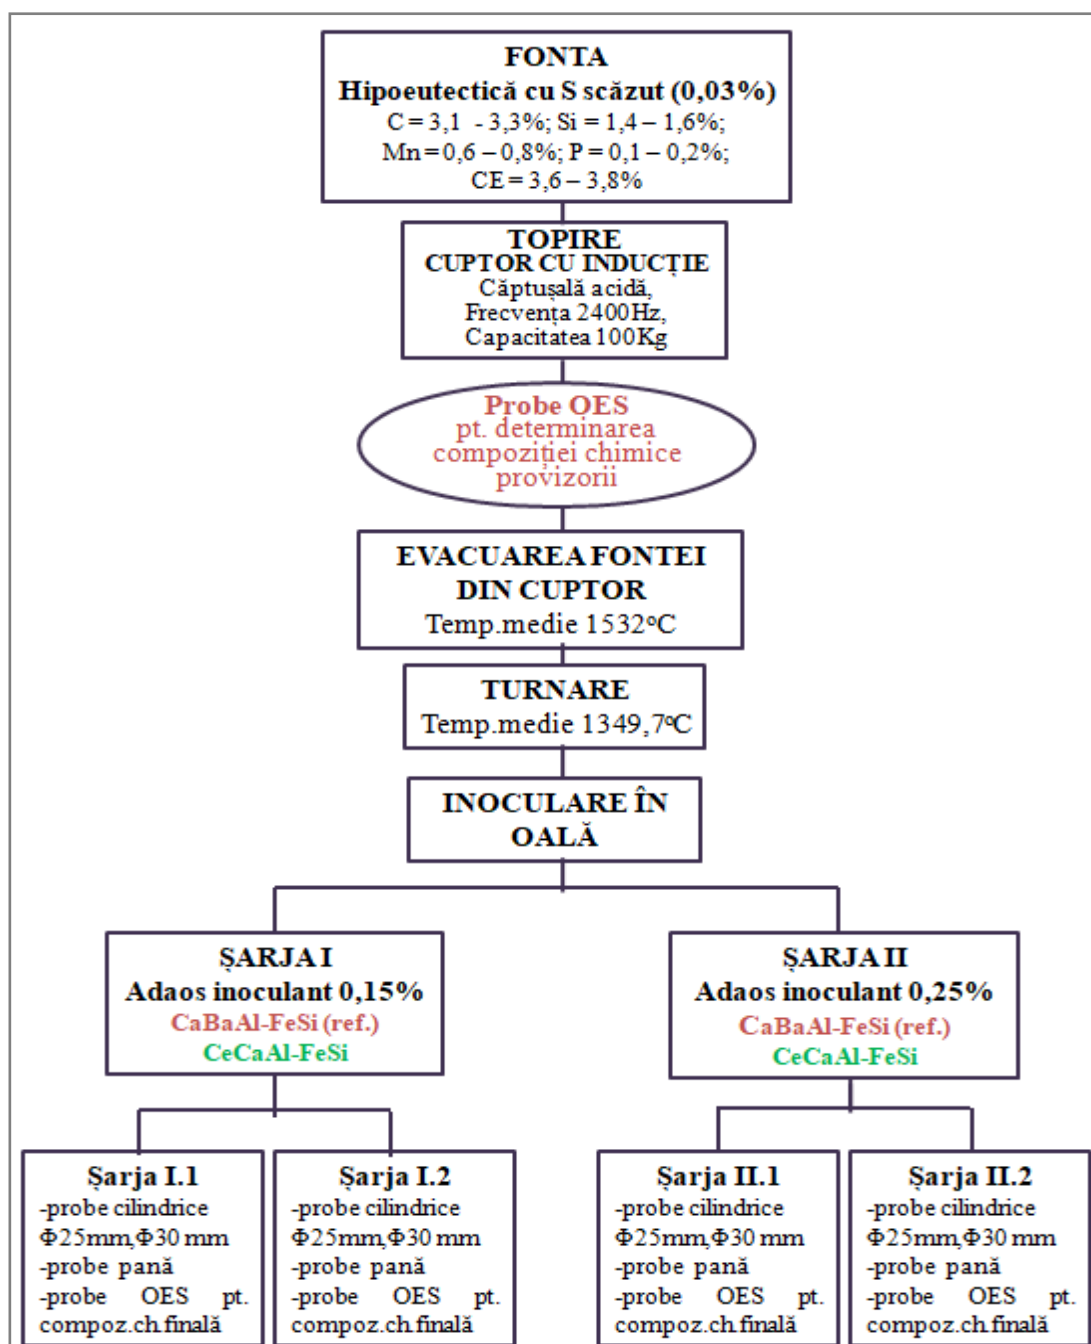 FONTA
Hipoeutectică cu S scăzut (0,03%)
C = 3,1 - 3,3%; Si = 1,4 – 1,6%;
Mn = 0,6 – 0,8%; P = 0,1 – 0,2%;
CE = 3,6 – 3,8%
TOPIRE
CUPTOR CU INDUCȚIE
Căptușală acidă,
Frecvența 2400Hz,
Capacitatea 100Kg
Probe OES
pt. determinarea
compoziției chimice
provizorii
EVACUAREA FONTEI
DIN CUPTOR
Temp.medie 1532°C
TURNARE
Temp.medie 1349,7°C
INOCULARE ÎN
OALĂ
ȘARJA I
Adaos inoculant 0,15%
CaBaAl-FeSi (ref.)
CeCaAl-FeSi
ȘARJA II
Adaos inoculant 0,25%
CaBaAl-FeSi (ref.)
CeCaAl-FeSi
Șarja I.1
-probe cilindrice
Φ25mm,Φ30 mm
-probe pană
-probe OES pt.
compoz.ch.finală
Șarja I.2
-probe cilindrice
Φ25mm,Φ30 mm
-probe pană
-probe OES pt.
compoz.ch.finală
Șarja II.1
-probe cilindrice
Φ25mm,Φ30 mm
-probe pană
-probe OES pt.
compoz.ch.finală
Șarja II.2
-probe cilindrice
Φ25mm,Φ30 mm
-probe pană
-probe OES pt.
compoz.ch.finală